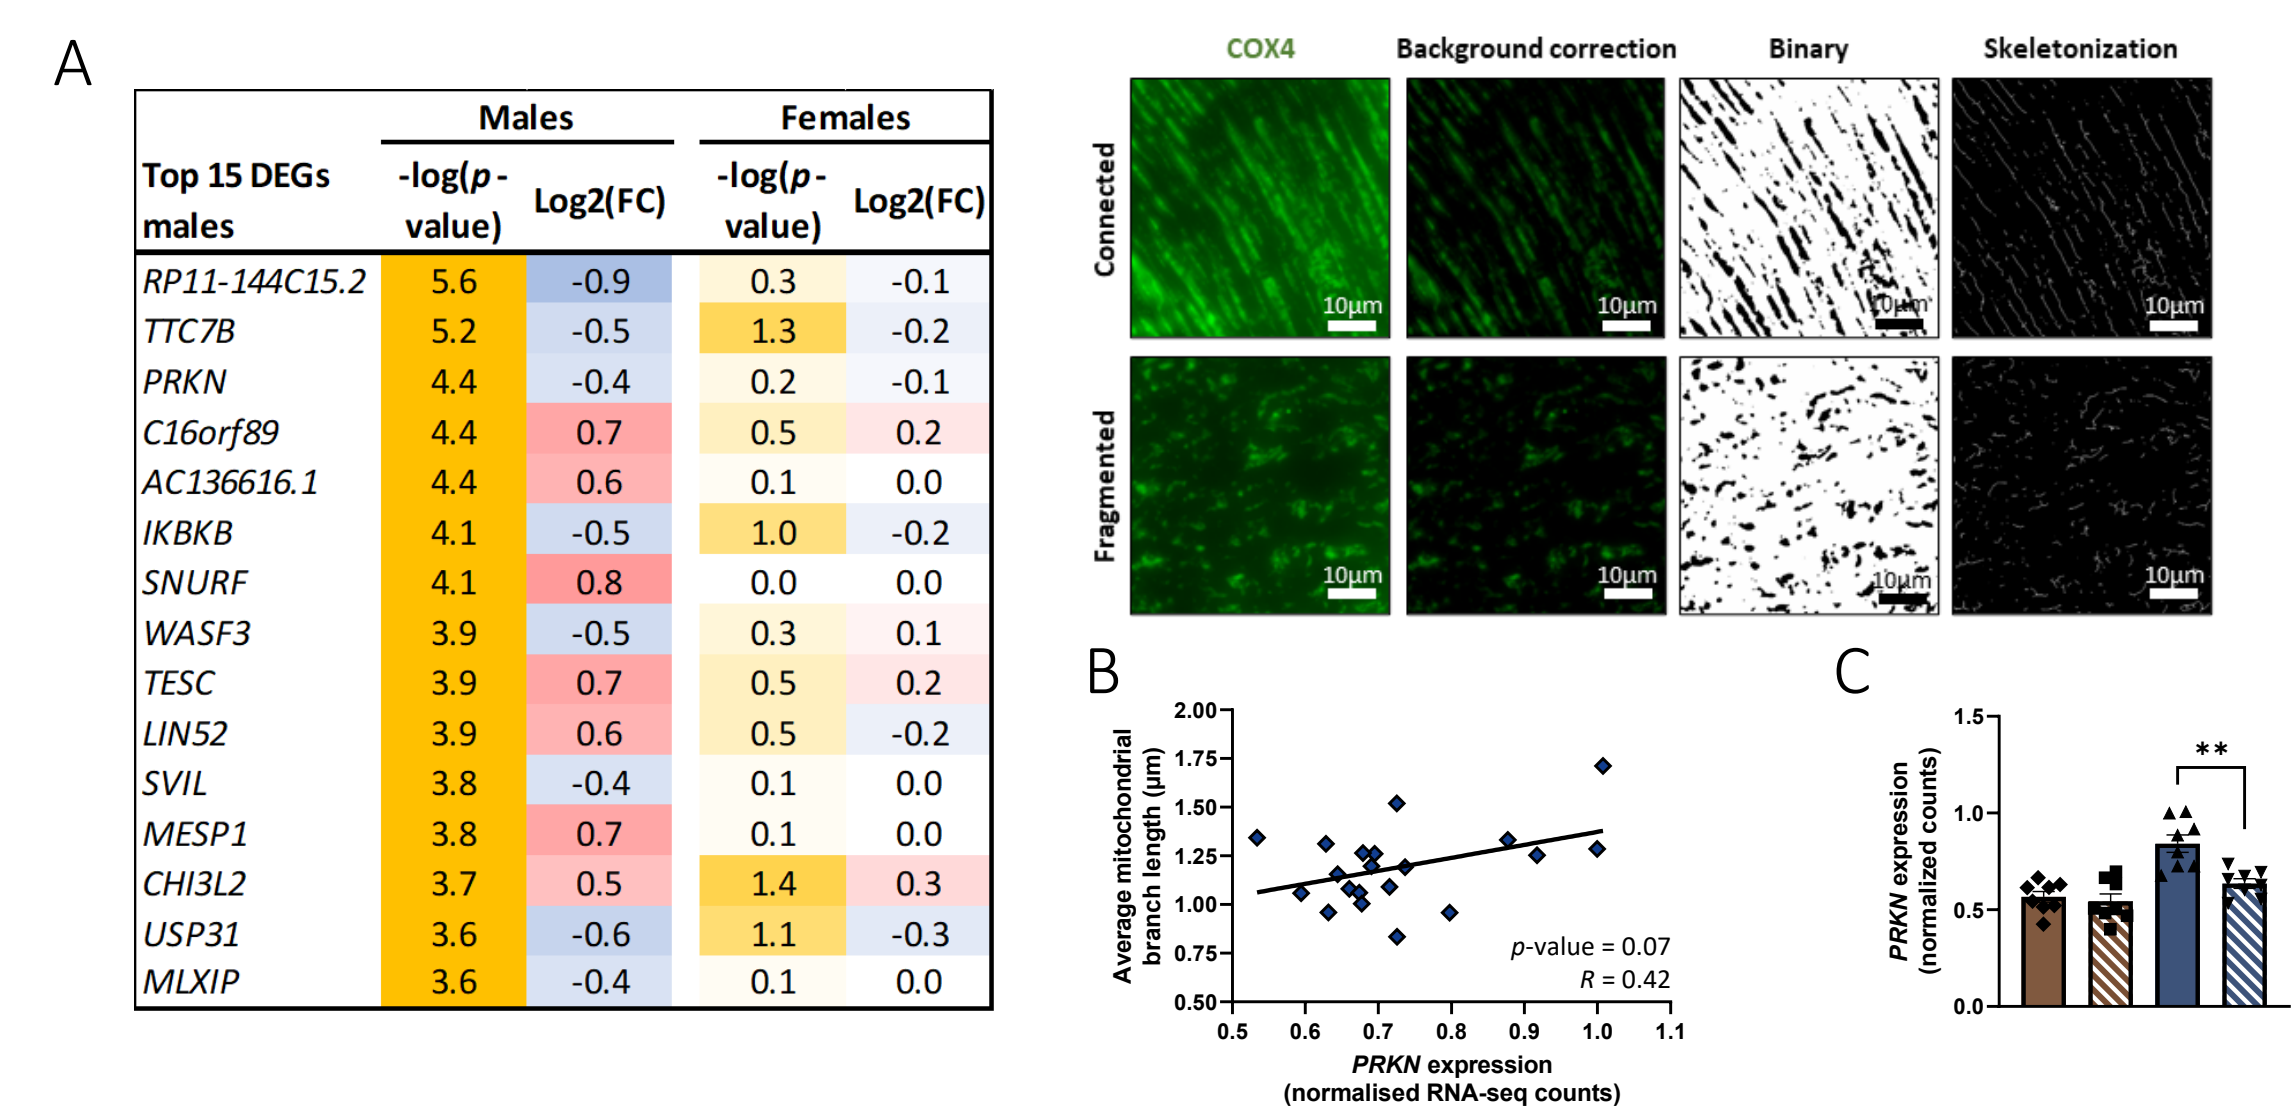 A
Males Females
Top 15 DEGs males -log(p-value) Log2(FC) -log(p-value) Log2(FC)
RP11-144C15.2 5.6 -0.9 0.3 -0.1
TTC7B 5.2 -0.5 1.3 -0.2
PRKN 4.4 -0.4 0.2 -0.1
C16orf89 4.4 0.7 0.5 0.2
AC136616.1 4.4 0.6 0.1 0.0
IKBKB 4.1 -0.5 1.0 -0.2
SNURF 4.1 0.8 0.0 0.0
WASF3 3.9 -0.5 0.3 0.1
TESC 3.9 0.7 0.5 0.2
LIN52 3.9 0.6 0.5 -0.2
SVIL 3.8 -0.4 0.1 0.0
MESP1 3.8 0.7 0.1 0.0
CHI3L2 3.7 0.5 1.4 0.3
USP31 3.6 -0.6 1.1 -0.3
MLXIP 3.6 -0.4 0.1 0.0
COX4 Background correction Binary Skeletonization
Connected
10µm 10µm 10µm 10µm
Fragmented
10µm 10µm 10µm 10µm
B
Average mitochondrial
branch length (µm)
2.00
1.75
1.50
1.25
1.00
0.75
0.50
p-value = 0.07
R = 0.42
0.5 0.6 0.7 0.8 0.9 1.0 1.1
PRKN expression
(normalised RNA-seq counts)
C
PRKN expression
(normalized counts)
1.5
1.0
0.5
0.0
**